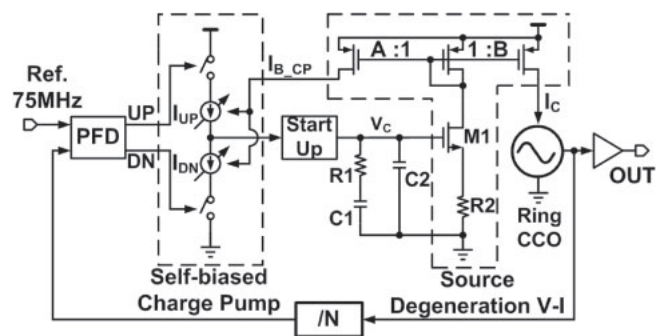 Ref.
75MHz
PFD
UP
DN
I_UP
I_DN
I_B_CP
Start
Up
V_C
R1
C1
C2
A :1
1 :B
M1
R2
I_C
Ring
CCO
OUT
Self-biased
Charge Pump
Source
Degeneration V-I
/N